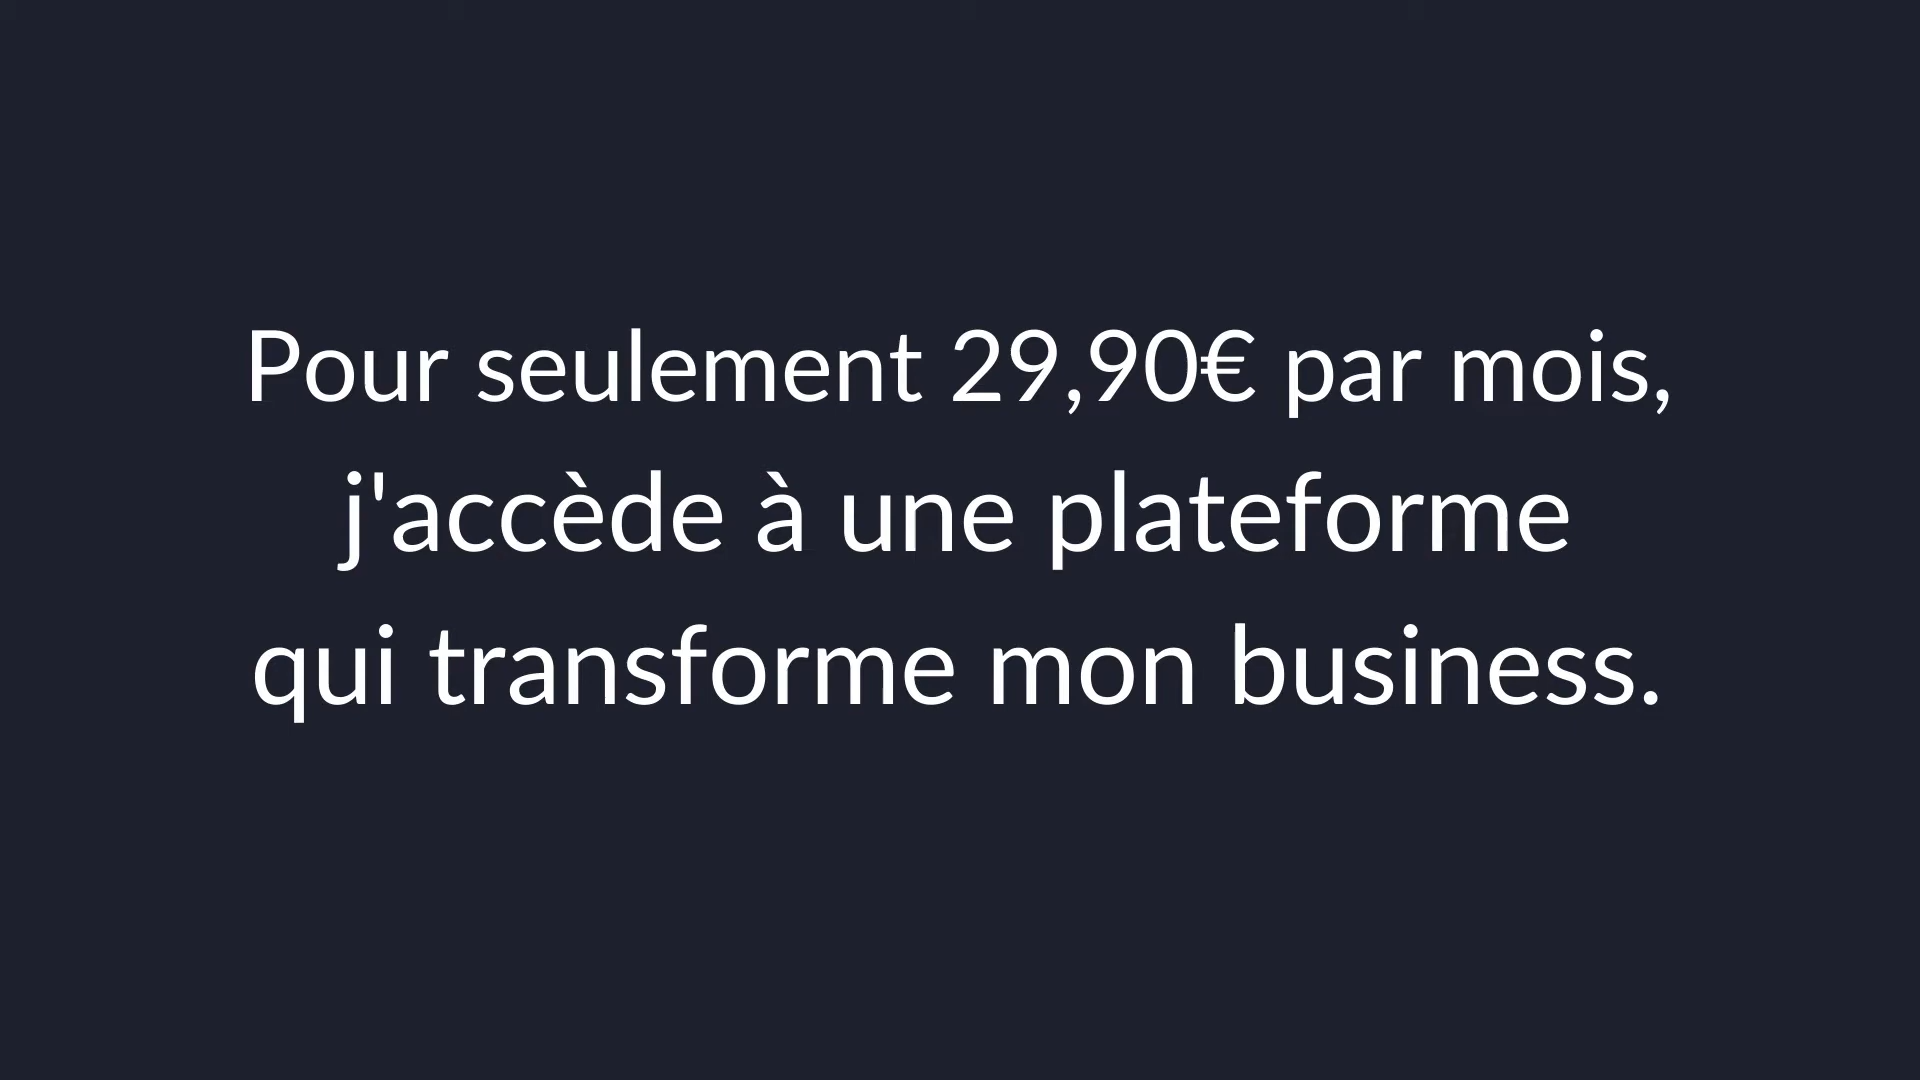 Pour seulement 29,90€ par mois,
j'accède à une plateforme
qui transforme mon business.